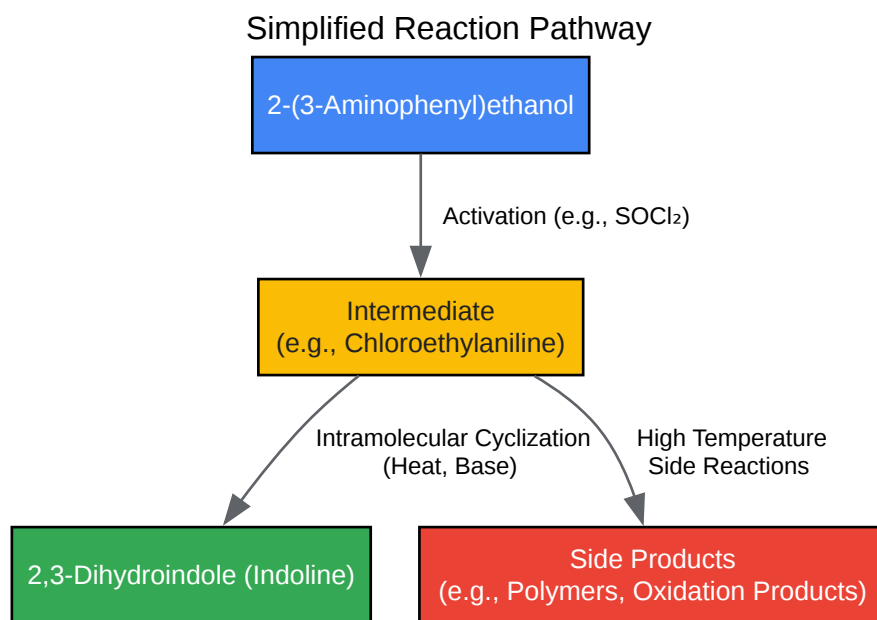 Simplified Reaction Pathway
2-(3-Aminophenyl)ethanol
Activation (e.g., SOCl₂)
Intermediate
(e.g., Chloroethylaniline)
Intramolecular Cyclization
(Heat, Base)
High Temperature
Side Reactions
2,3-Dihydroindole (Indoline)
Side Products
(e.g., Polymers, Oxidation Products)